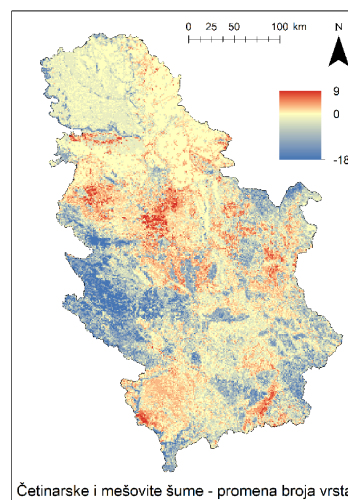 0 25 50 100 km
N
9
0
-18
Četinarske i mešovite šume - promena broja vrsta